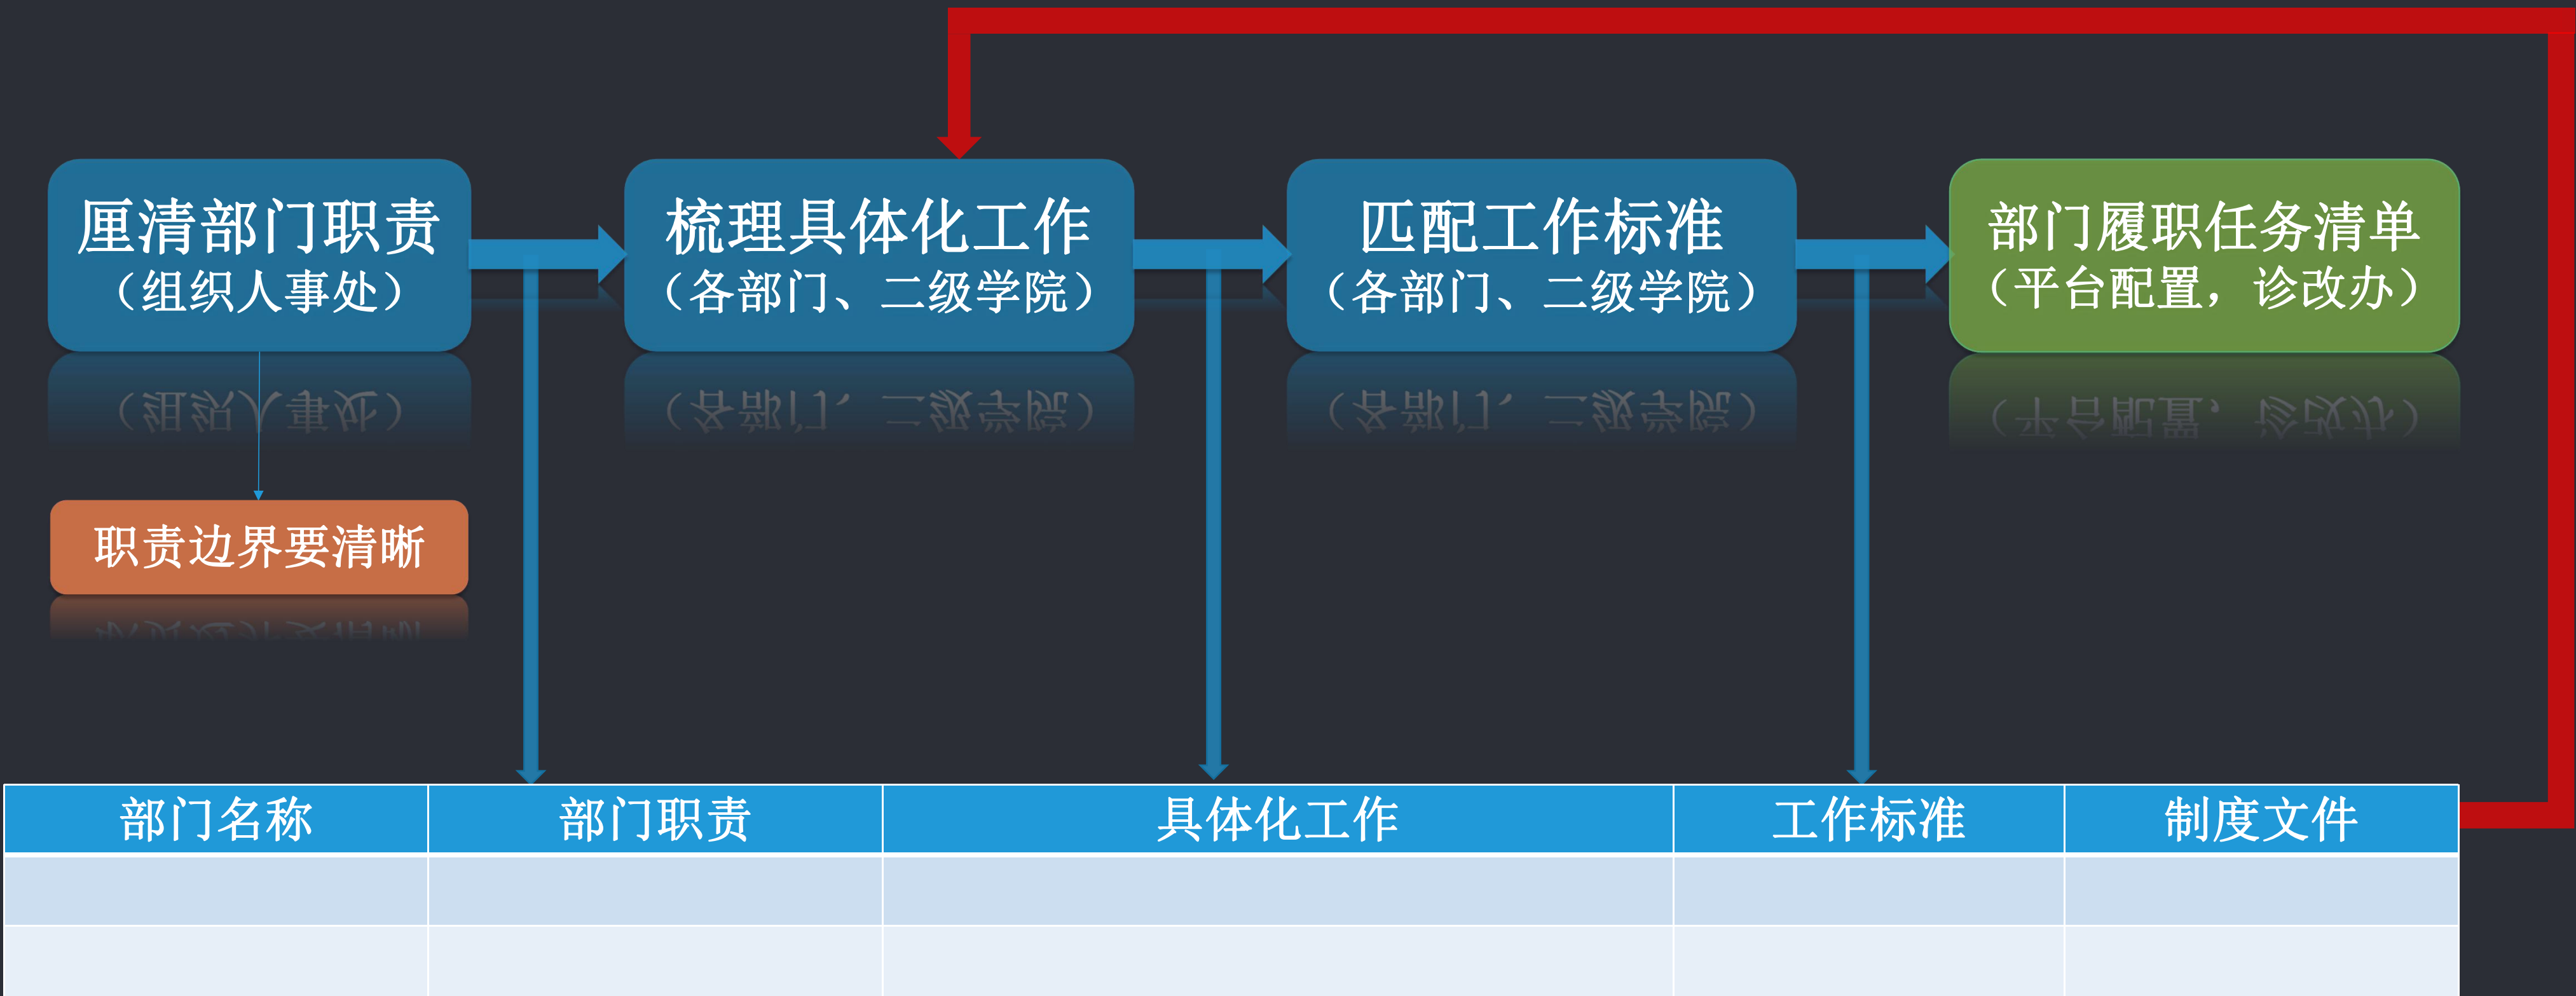 厘清部门职责
（组织人事处）
梳理具体化工作
（各部门、二级学院）
匹配工作标准
（各部门、二级学院）
部门履职任务清单
（平台配置，诊改办）
职责边界要清晰
部门名称
部门职责
具体化工作
工作标准
制度文件